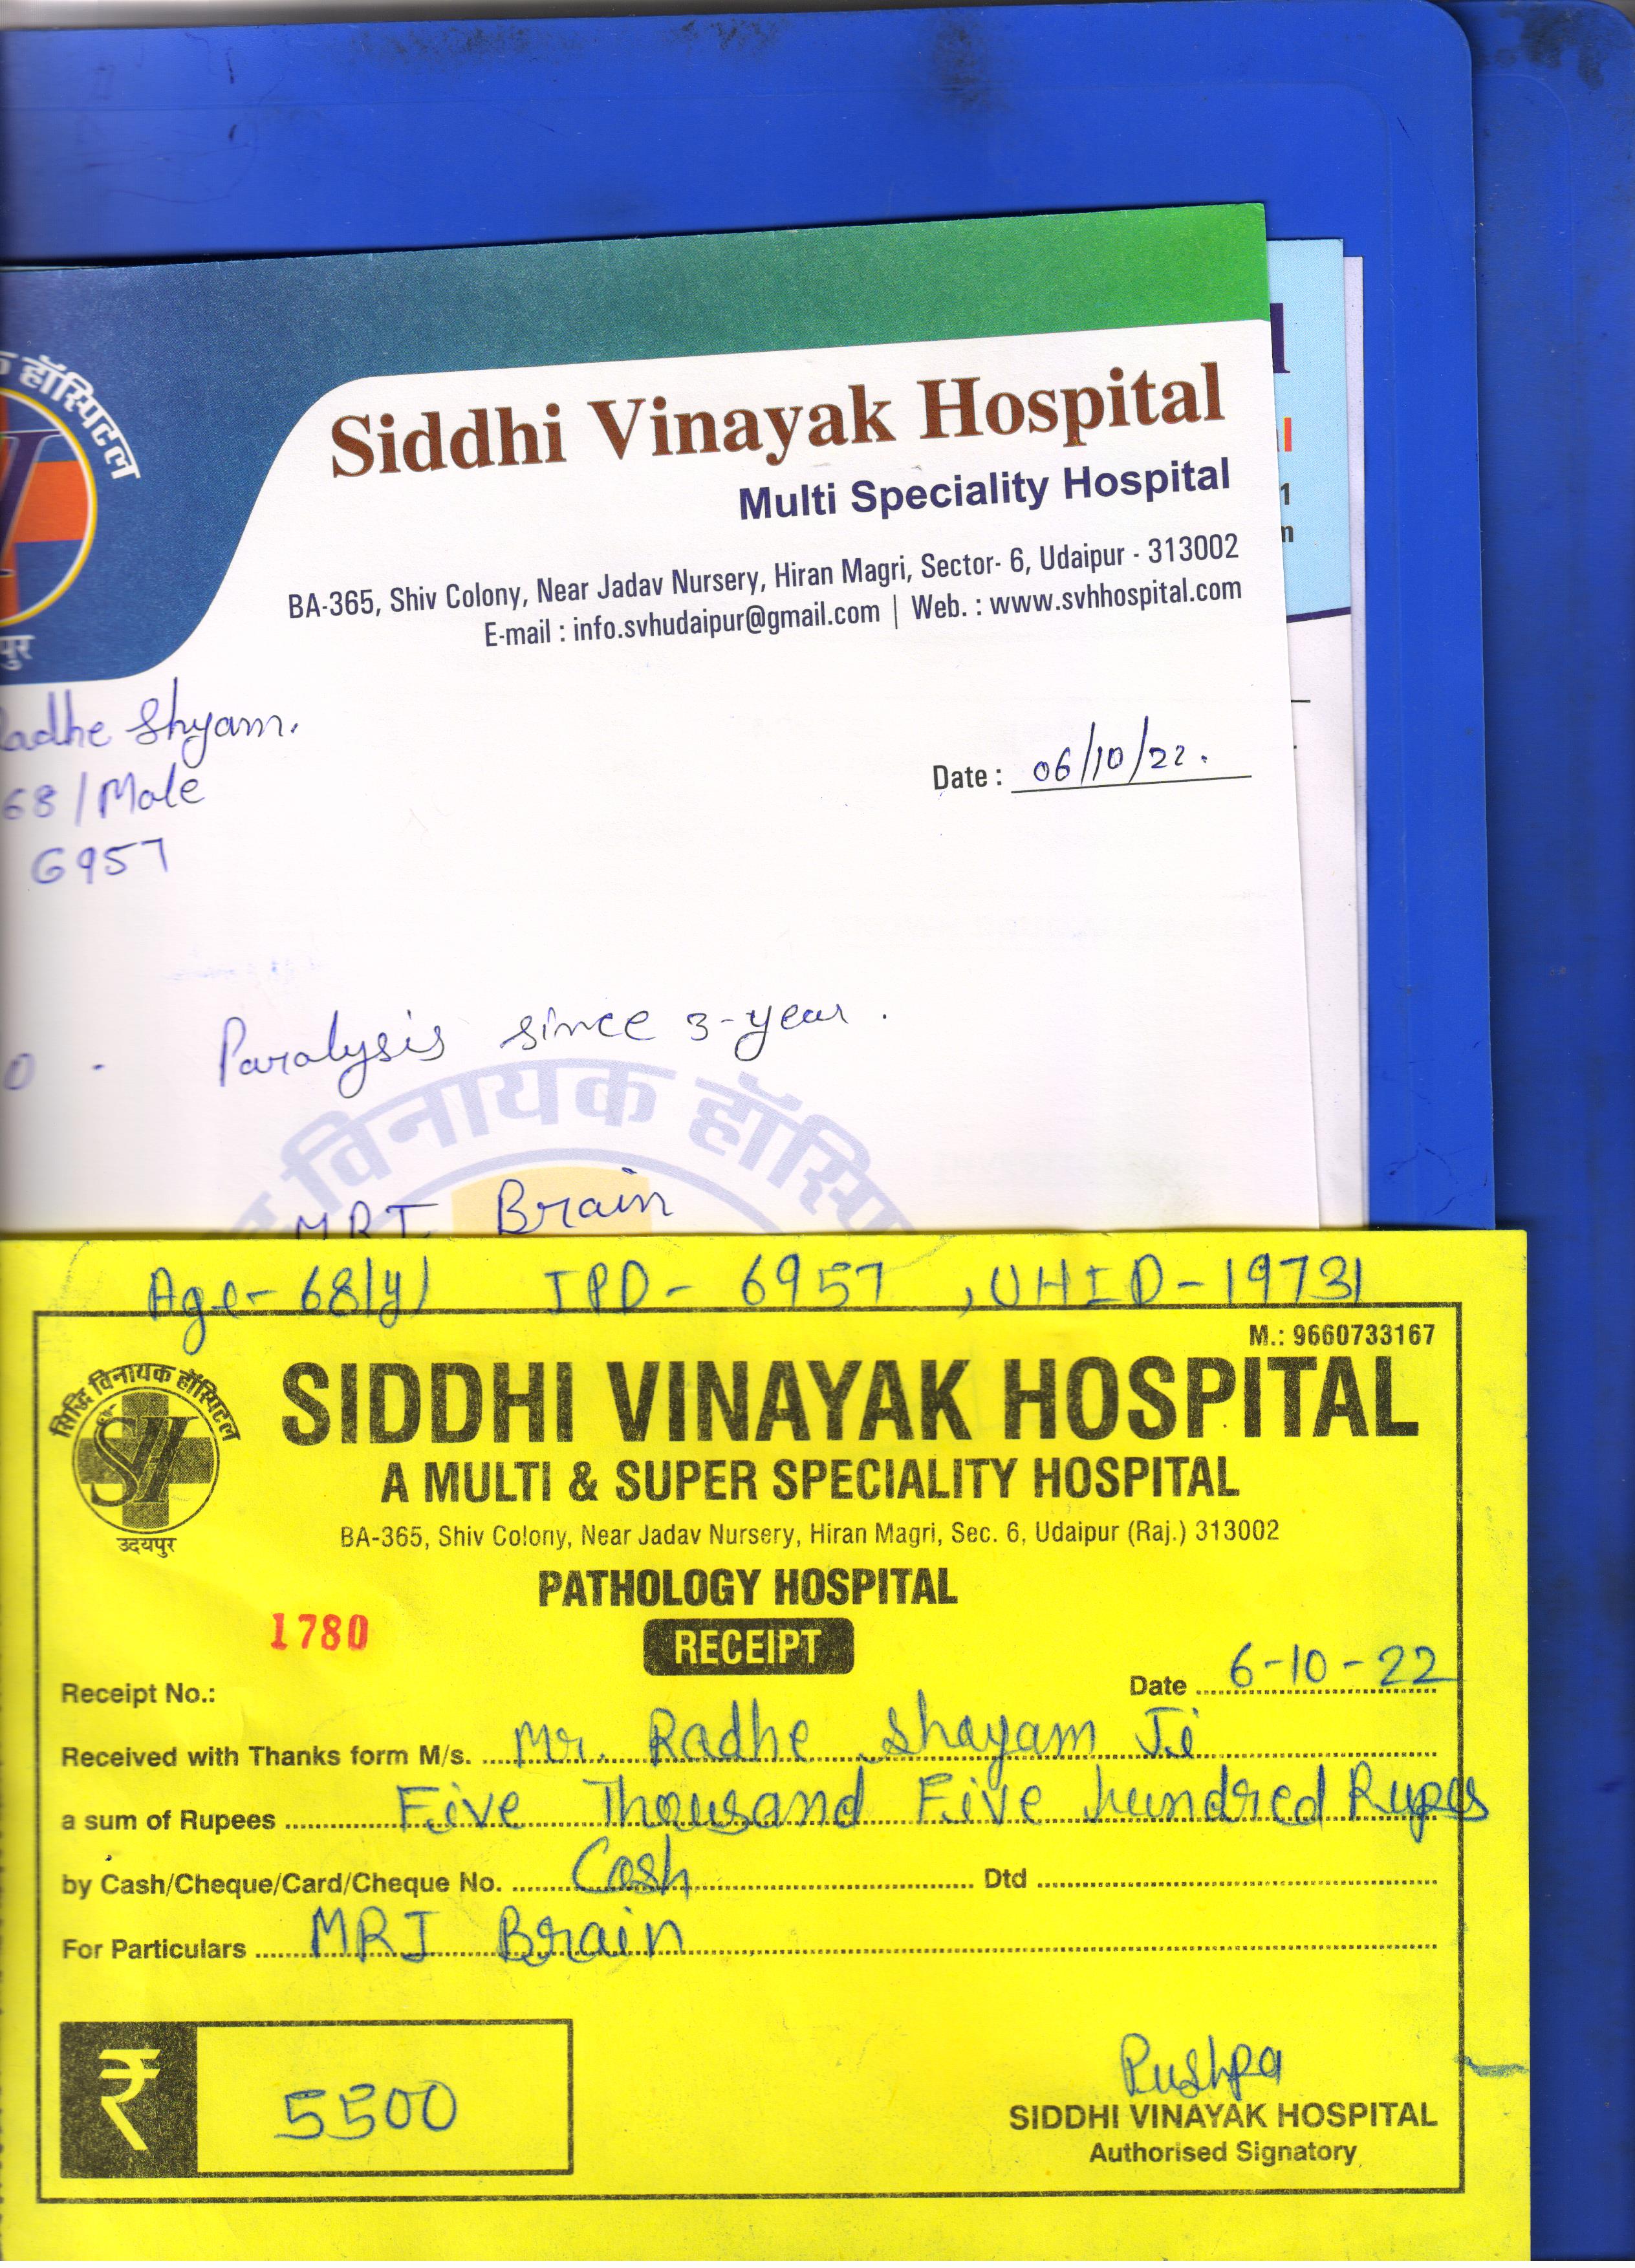 हॉस्पिटल
Siddhi Vinayak Hospital
Multi Speciality Hospital
BA-365, Shiv Colony, Near Jadav Nursery, Hiran Magri, Sector- 6, Udaipur - 313002
E-mail : info.svhudaipur@gmail.com | Web. : www.svhhospital.com
adhe Shyam.
Date : 06/10/22.
68 / Male
6957
Paralysis since 3-year.
विनायक हॉस्पि
MRI Brain
Age- 68/y/ IPD- 6957 , UHID-19731
M.: 9660733167
सिद्धि विनायक हॉस्पिटल
SVH
उदयपुर
SIDDHI VINAYAK HOSPITAL
A MULTI & SUPER SPECIALITY HOSPITAL
BA-365, Shiv Colony, Near Jadav Nursery, Hiran Magri, Sec. 6, Udaipur (Raj.) 313002
PATHOLOGY HOSPITAL
1780
RECEIPT
Receipt No.: Date 6-10-22
Received with Thanks form M/s. Mr. Radhe Shayam Ji
a sum of Rupees Five Thousand Five hundred Rupes
by Cash/Cheque/Card/Cheque No. Cash Dtd
For Particulars MRI Brain
₹ 5500
Pushpa
SIDDHI VINAYAK HOSPITAL
Authorised Signatory